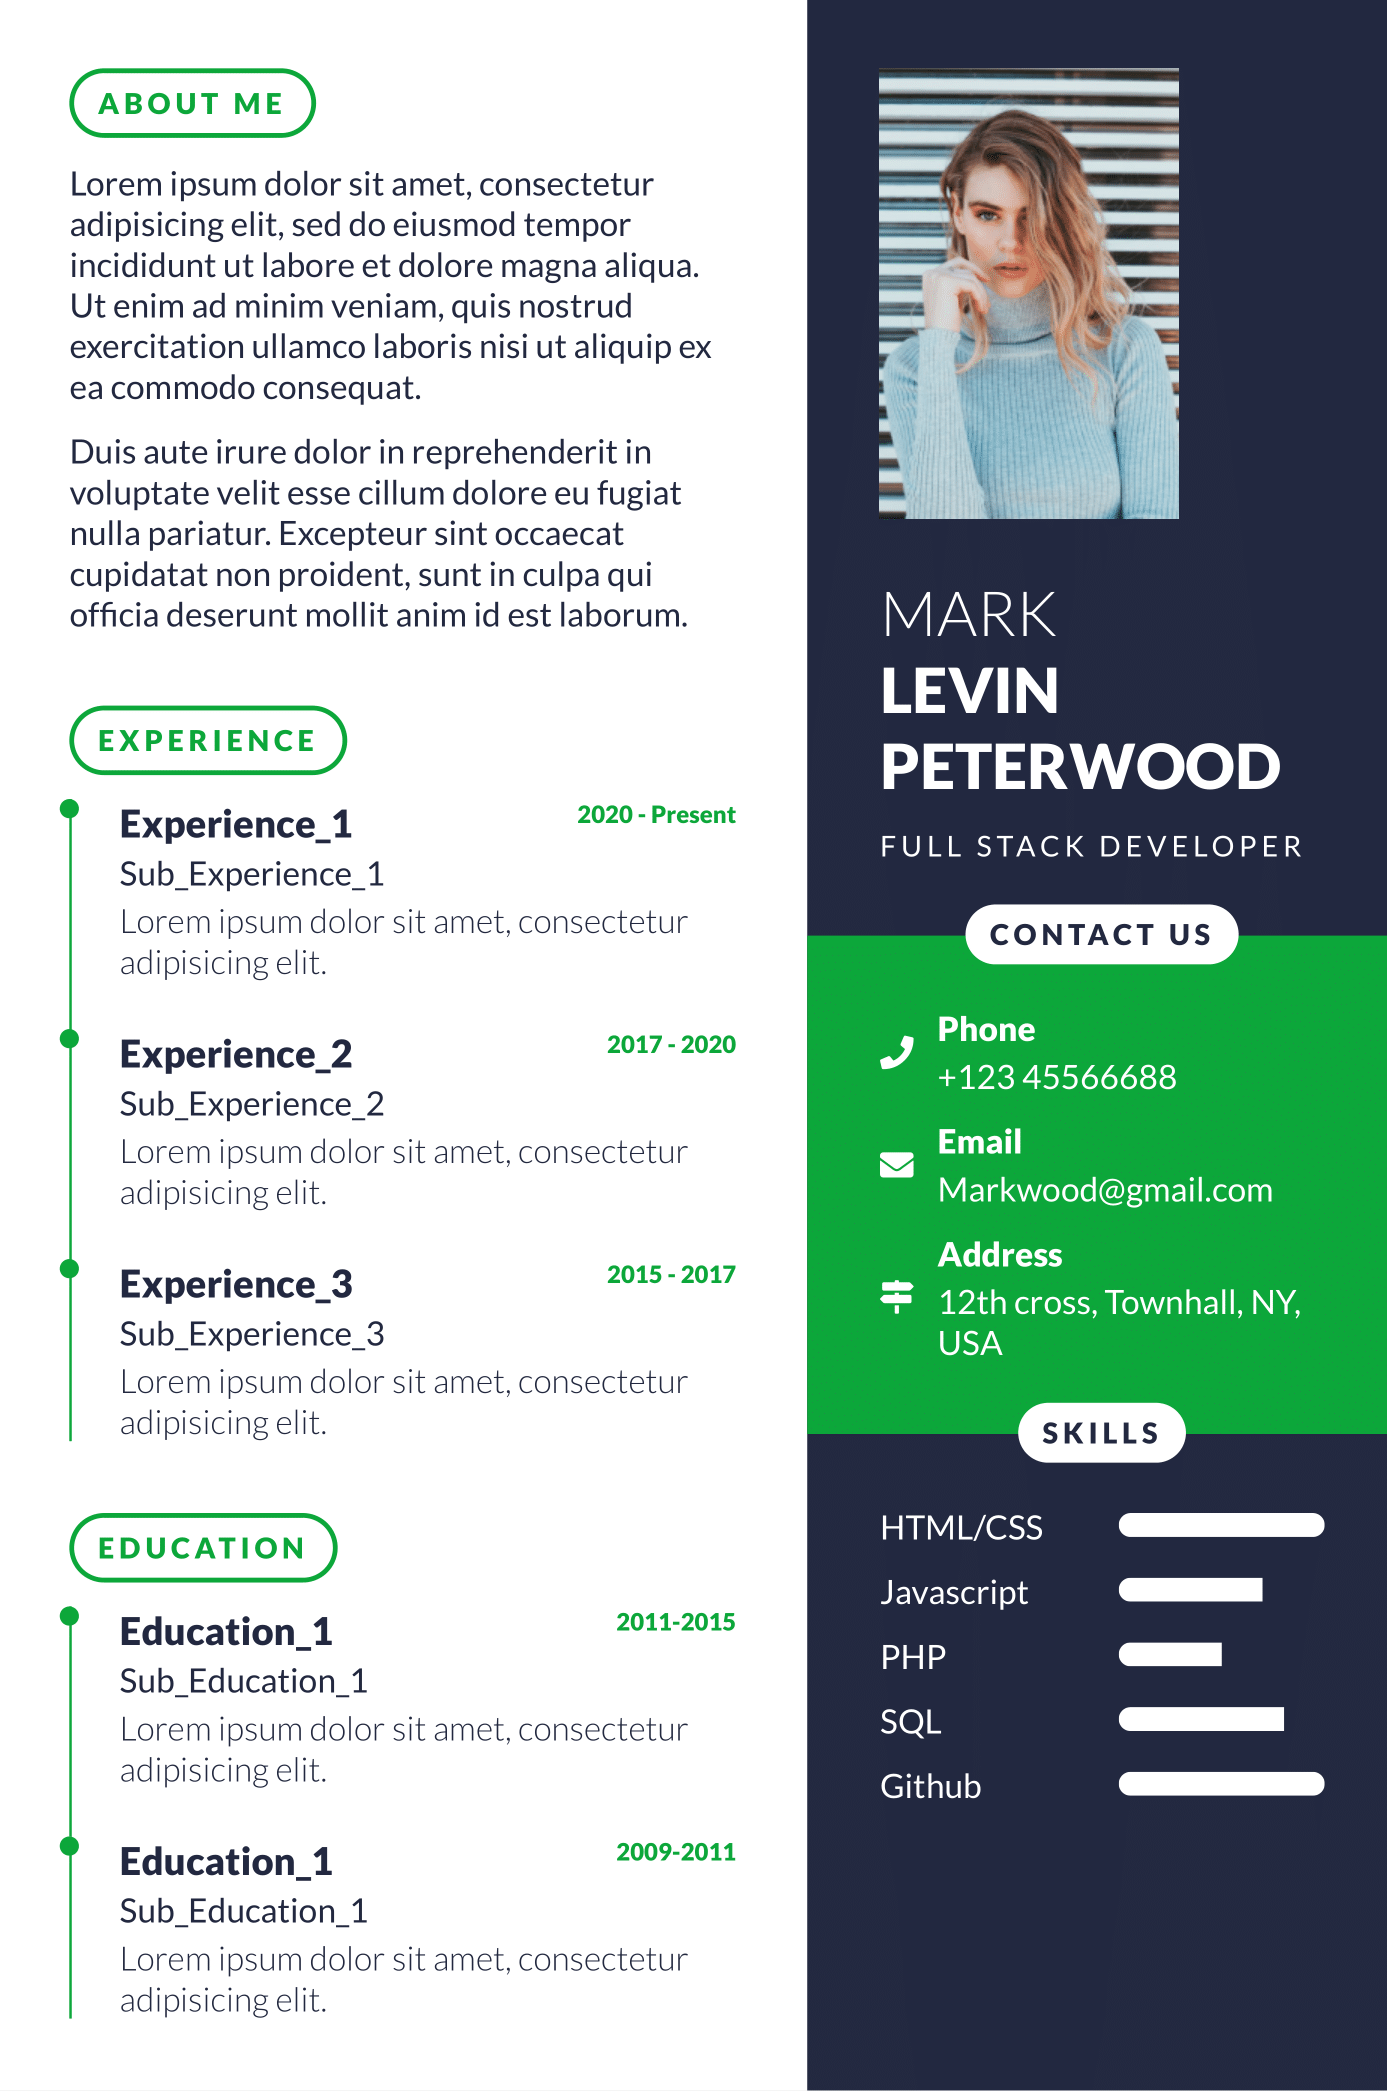 ABOUT ME
Lorem ipsum dolor sit amet, consectetur
adipisicing elit, sed do eiusmod tempor
incididunt ut labore et dolore magna aliqua.
Ut enim ad minim veniam, quis nostrud
exercitation ullamco laboris nisi ut aliquip ex
ea commodo consequat.
Duis aute irure dolor in reprehenderit in
voluptate velit esse cillum dolore eu fugiat
nulla pariatur. Excepteur sint occaecat
cupidatat non proident, sunt in culpa qui
officia deserunt mollit anim id est laborum.
EXPERIENCE
Experience_1
2020 - Present
Sub_Experience_1
Lorem ipsum dolor sit amet, consectetur
adipisicing elit.
Experience_2
2017 - 2020
Sub_Experience_2
Lorem ipsum dolor sit amet, consectetur
adipisicing elit.
Experience_3
2015 - 2017
Sub_Experience_3
Lorem ipsum dolor sit amet, consectetur
adipisicing elit.
EDUCATION
Education_1
2011-2015
Sub_Education_1
Lorem ipsum dolor sit amet, consectetur
adipisicing elit.
Education_1
2009-2011
Sub_Education_1
Lorem ipsum dolor sit amet, consectetur
adipisicing elit.
MARK
LEVIN
PETERWOOD
FULL STACK DEVELOPER
CONTACT US
Phone
+123 45566688
Email
Markwood@gmail.com
Address
12th cross, Townhall, NY,
USA
SKILLS
HTML/CSS
Javascript
PHP
SQL
Github